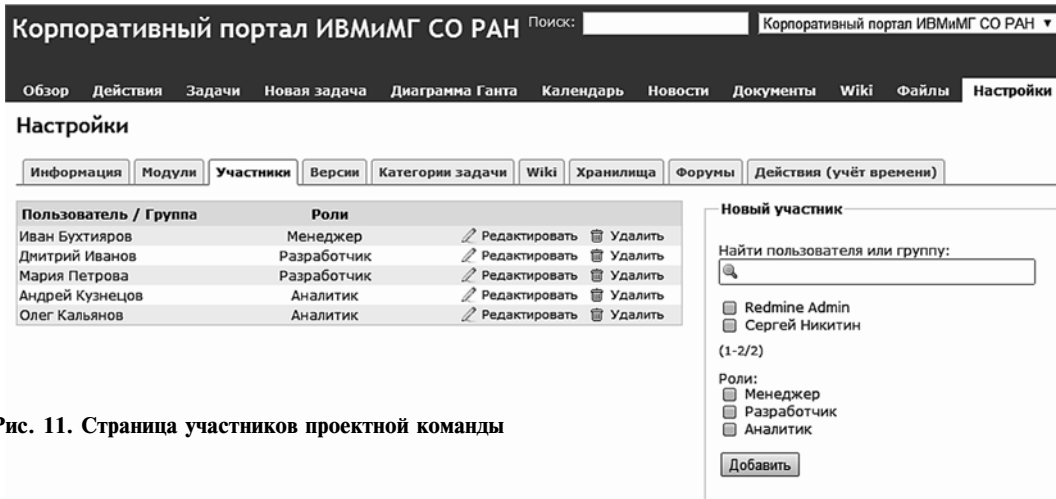 Корпоративный портал ИВМиМГ СО РАН Поиск: Корпоративный портал ИВМиМГ СО РАН
Обзор Действия Задачи Новая задача Диаграмма Ганта Календарь Новости Документы Wiki Файлы Настройки
Настройки
Информация Модули Участники Версии Категории задачи Wiki Хранилища Форумы Действия (учёт времени)
Пользователь / Группа Роли
Иван Бухтияров Менеджер Редактировать Удалить
Дмитрий Иванов Разработчик Редактировать Удалить
Мария Петрова Разработчик Редактировать Удалить
Андрей Кузнецов Аналитик Редактировать Удалить
Олег Кальянов Аналитик Редактировать Удалить
Новый участник
Найти пользователя или группу:
Redmine Admin
Сергей Никитин
(1-2/2)
Роли:
Менеджер
Разработчик
Аналитик
Добавить
Рис. 11. Страница участников проектной команды